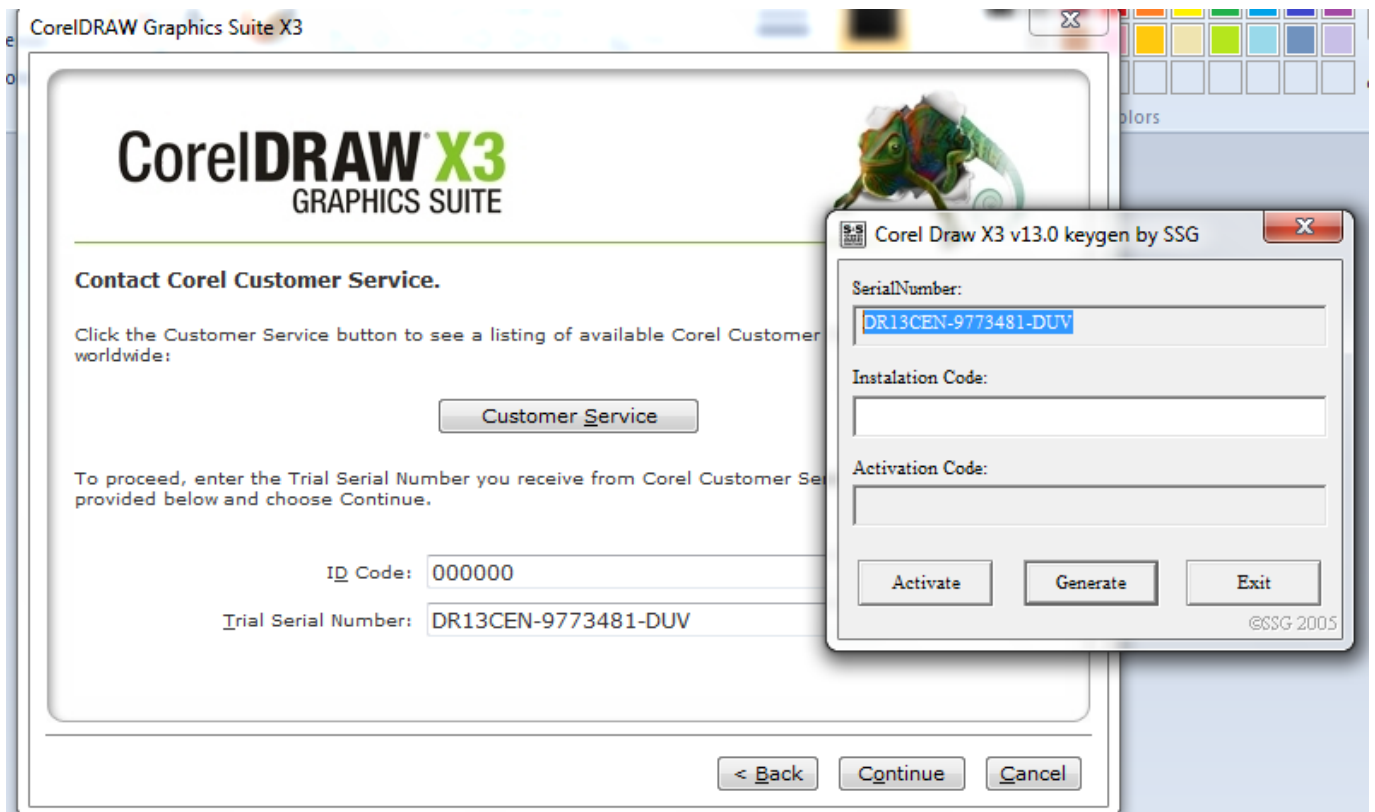 CorelDRAW Graphics Suite X3
CorelDRAW X3
GRAPHICS SUITE
Contact Corel Customer Service.
Click the Customer Service button to see a listing of available Corel Customer
worldwide:
Customer Service
To proceed, enter the Trial Serial Number you receive from Corel Customer
provided below and choose Continue.
ID Code: 000000
Trial Serial Number: DR13CEN-9773481-DUV
< Back Continue Cancel
Corel Draw X3 v13.0 keygen by SSG
SerialNumber:
DR13CEN-9773481-DUV
Instalation Code:
Activation Code:
Activate Generate Exit
©SSG 2005